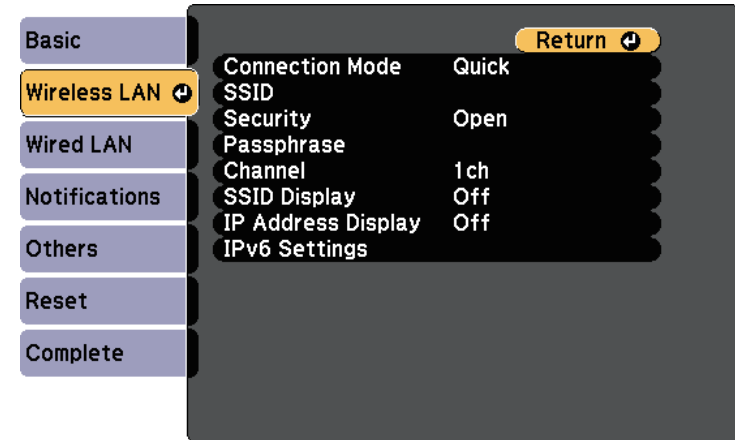 Basic
Wireless LAN
Wired LAN
Notifications
Others
Reset
Complete
Return
Connection Mode Quick
SSID
Security Open
Passphrase
Channel 1ch
SSID Display Off
IP Address Display Off
IPv6 Settings